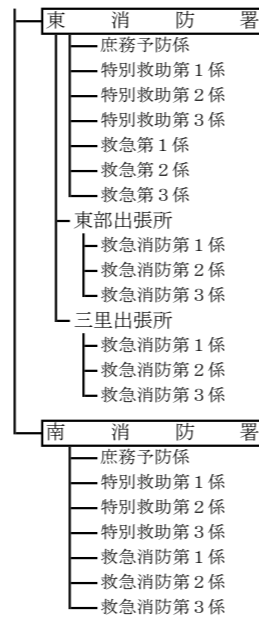 東消防署
庶務予防係
特別救助第１係
特別救助第２係
特別救助第３係
救急第１係
救急第２係
救急第３係
東部出張所
救急消防第１係
救急消防第２係
救急消防第３係
三里出張所
救急消防第１係
救急消防第２係
救急消防第３係
南消防署
庶務予防係
特別救助第１係
特別救助第２係
特別救助第３係
救急消防第１係
救急消防第２係
救急消防第３係